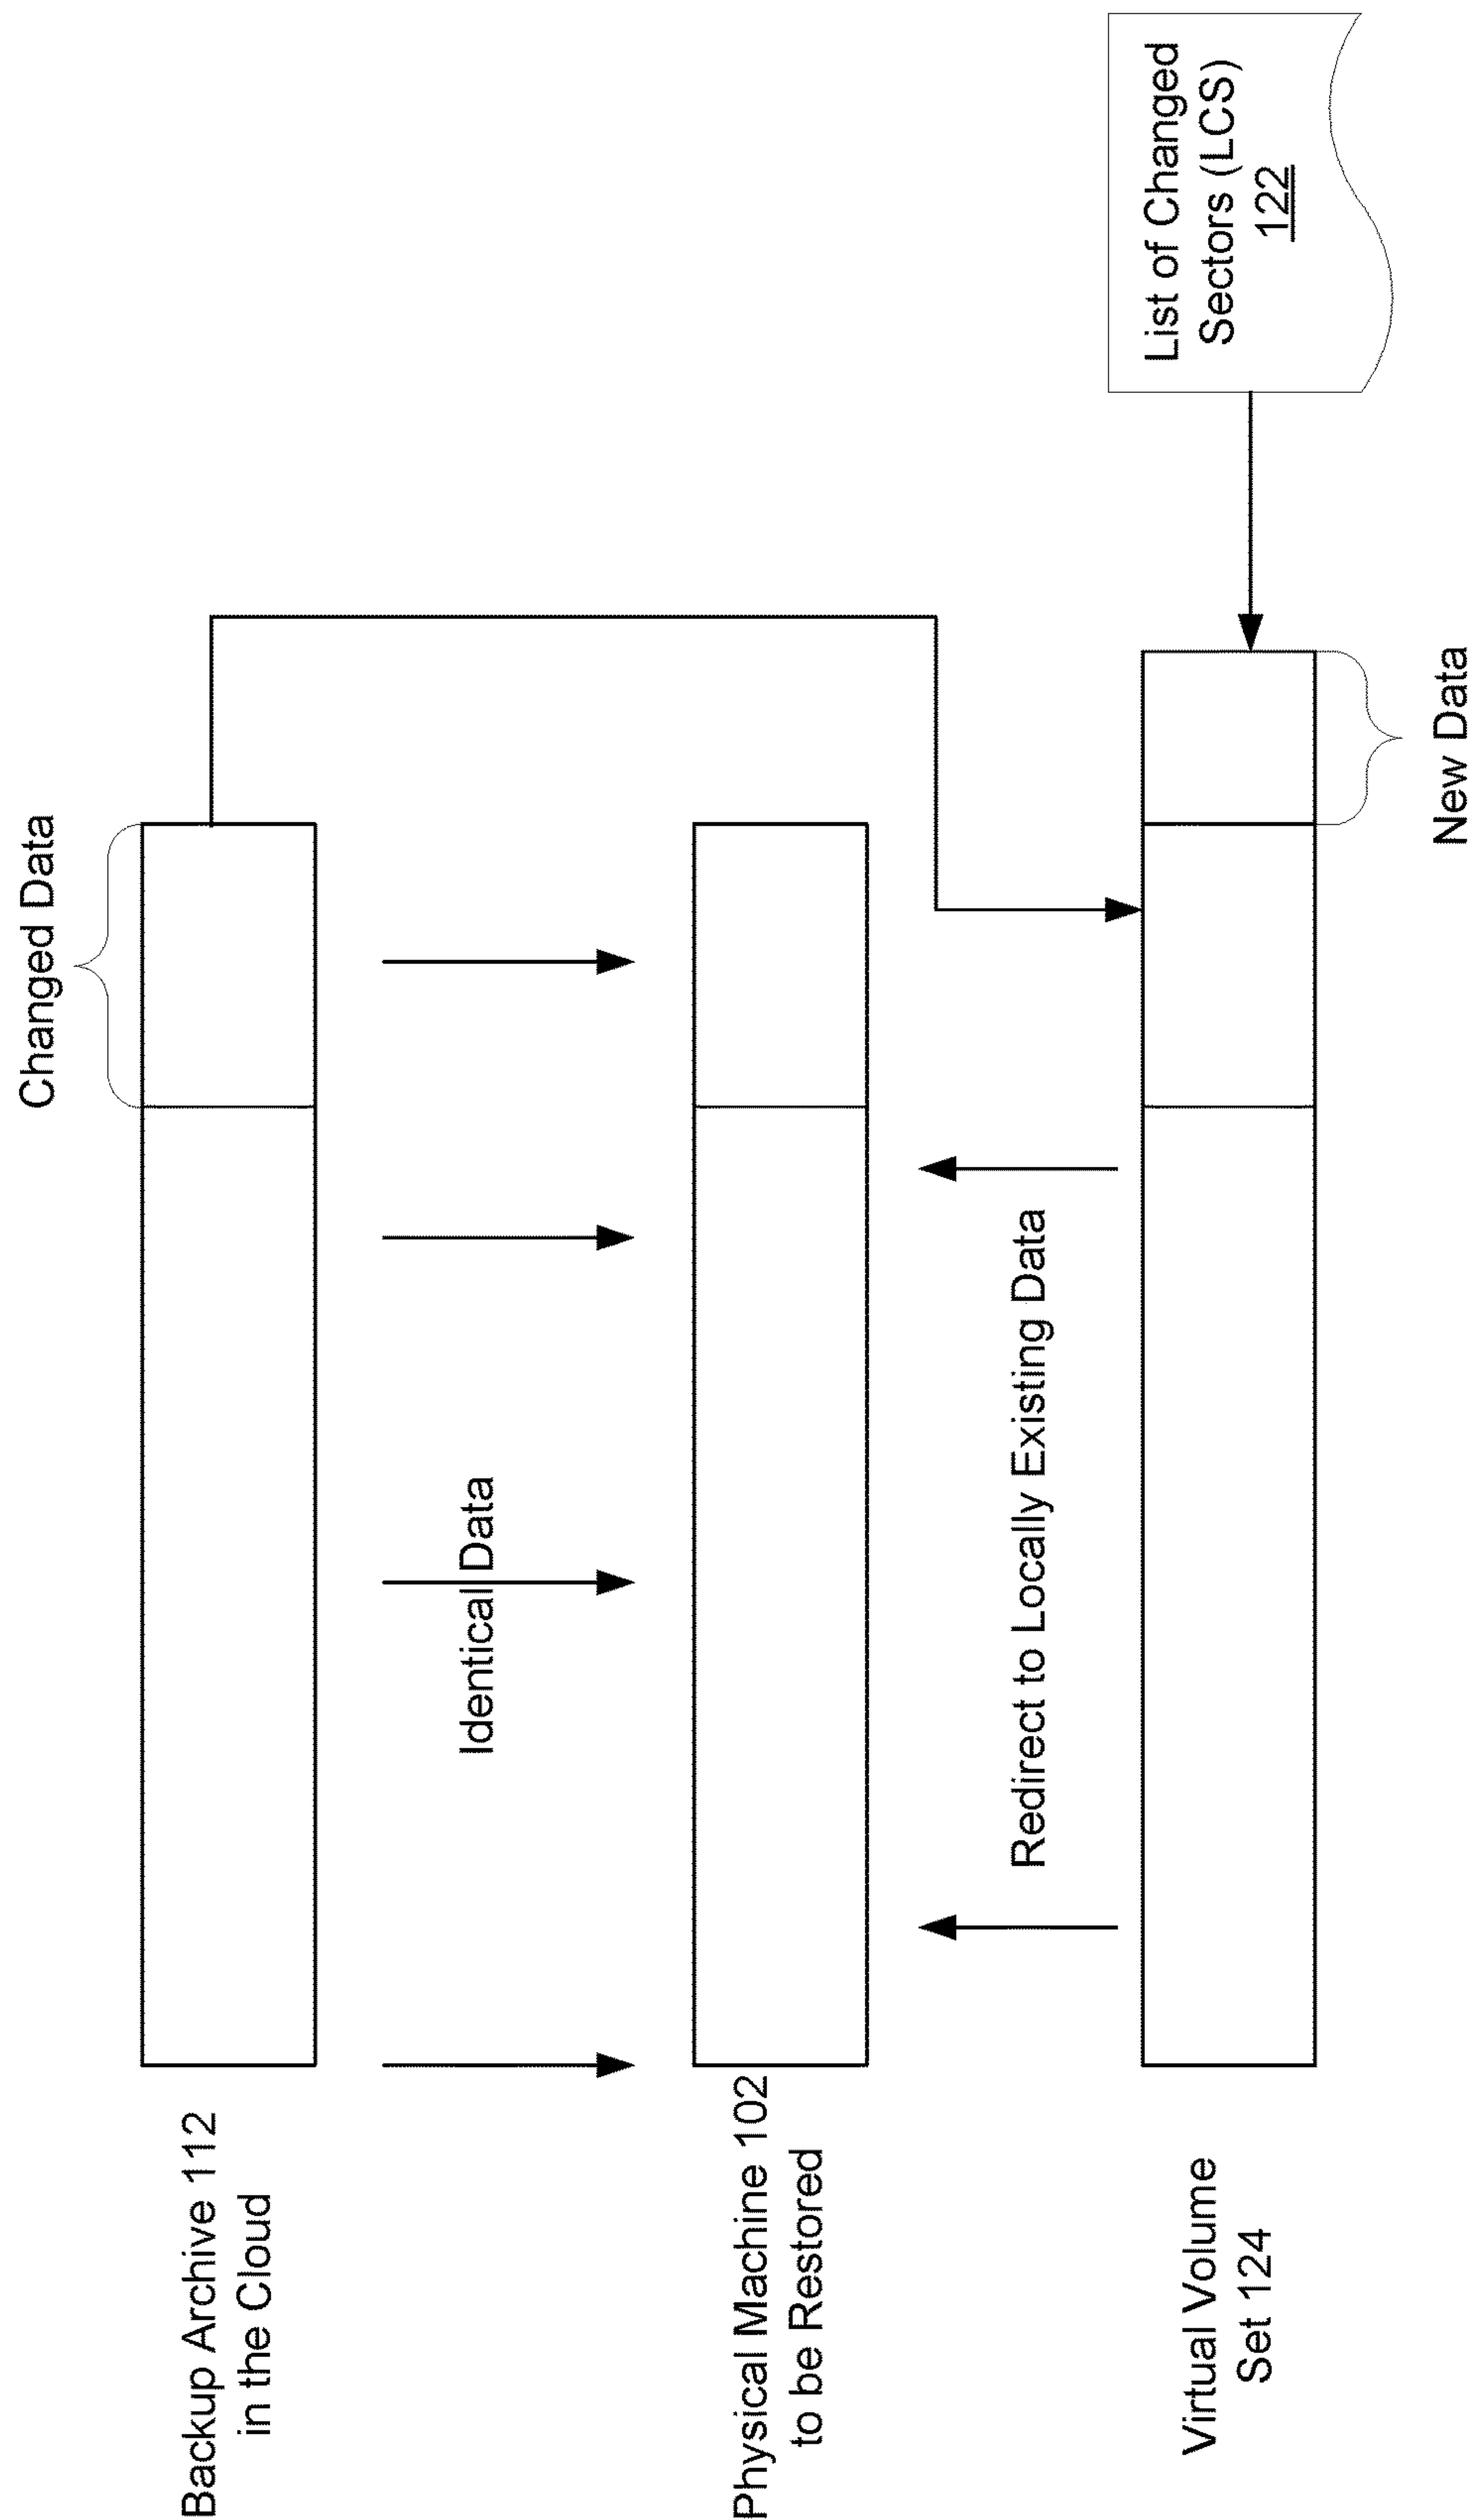 Changed Data
Backup Archive 112
in the Cloud
Identical Data
Physical Machine 102
to be Restored
Redirect to Locally Existing Data
Virtual Volume
Set 124
List of Changed
Sectors (LCS)
122
New Data